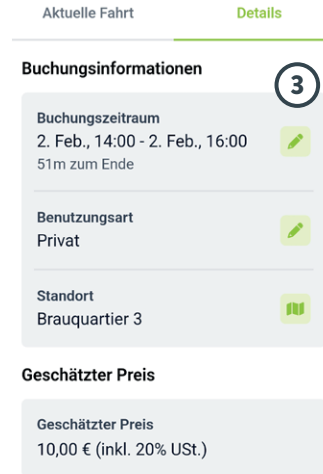 Aktuelle Fahrt Details
Buchungsinformationen
3
Buchungszeitraum
2. Feb., 14:00 - 2. Feb., 16:00
51m zum Ende
Benutzungsart
Privat
Standort
Brauquartier 3
Geschätzter Preis
Geschätzter Preis
10,00 € (inkl. 20% USt.)